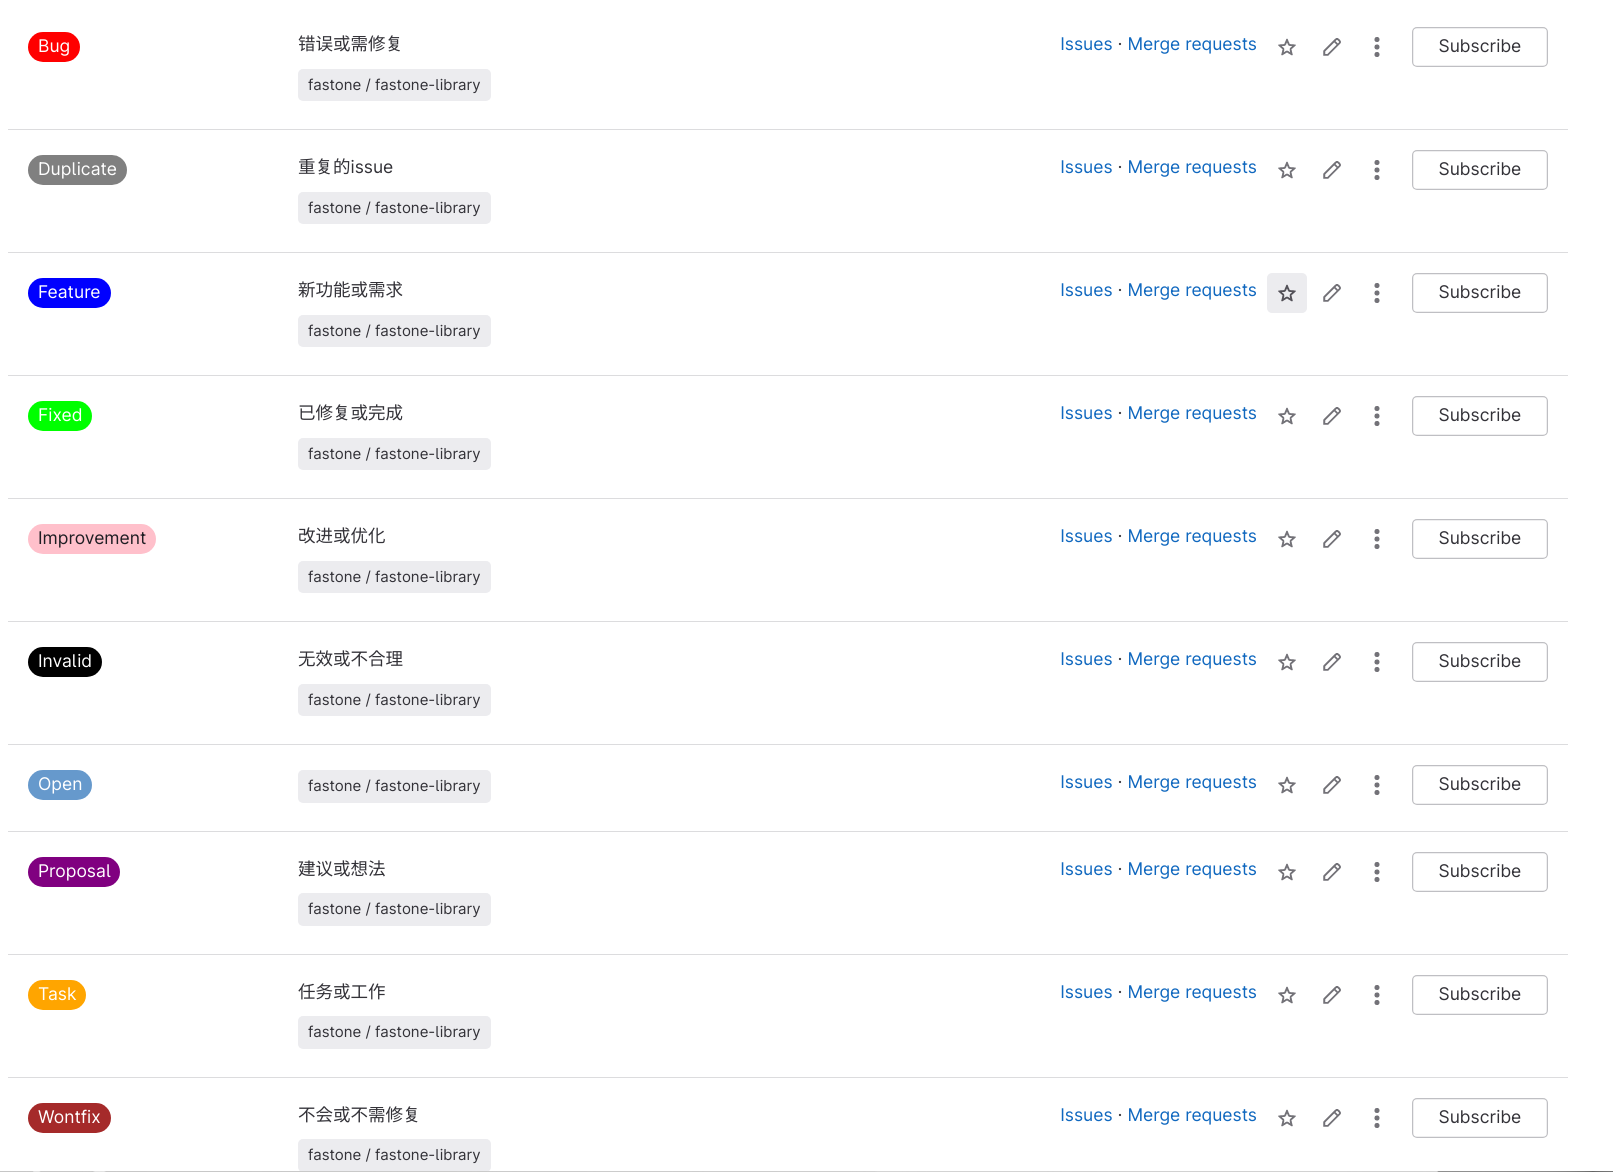 Bug 错误或需修复 Issues · Merge requests Subscribe
fastone / fastone-library
Duplicate 重复的issue Issues · Merge requests Subscribe
fastone / fastone-library
Feature 新功能或需求 Issues · Merge requests Subscribe
fastone / fastone-library
Fixed 已修复或完成 Issues · Merge requests Subscribe
fastone / fastone-library
Improvement 改进或优化 Issues · Merge requests Subscribe
fastone / fastone-library
Invalid 无效或不合理 Issues · Merge requests Subscribe
fastone / fastone-library
Open fastone / fastone-library Issues · Merge requests Subscribe
Proposal 建议或想法 Issues · Merge requests Subscribe
fastone / fastone-library
Task 任务或工作 Issues · Merge requests Subscribe
fastone / fastone-library
Wontfix 不会或不需修复 Issues · Merge requests Subscribe
fastone / fastone-library